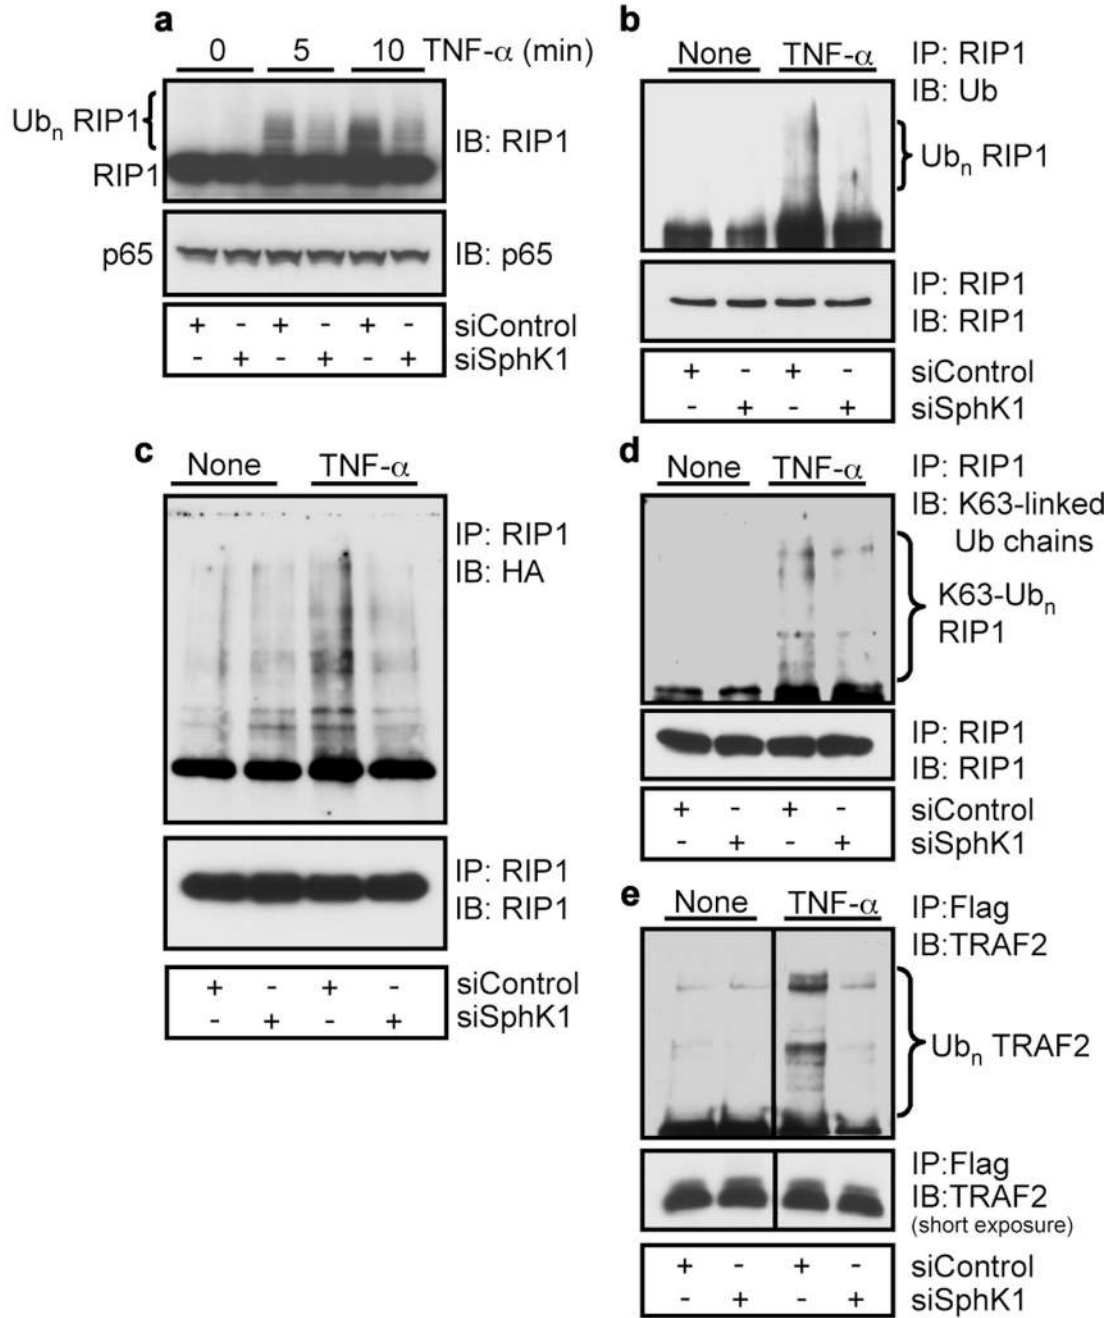 a
0 5 10 TNF-α (min)
Ubn RIP1
RIP1
IB: RIP1
p65
IB: p65
+ - + - + - siControl
- + - + - + siSphK1
b
None TNF-α
IP: RIP1
IB: Ub
Ubn RIP1
IP: RIP1
IB: RIP1
+ - + - siControl
- + - + siSphK1
c
None TNF-α
IP: RIP1
IB: HA
IP: RIP1
IB: RIP1
+ - + - siControl
- + - + siSphK1
d
None TNF-α
IP: RIP1
IB: K63-linked
Ub chains
K63-Ubn
RIP1
IP: RIP1
IB: RIP1
+ - + - siControl
- + - + siSphK1
e
None TNF-α
IP:Flag
IB:TRAF2
Ubn TRAF2
IP:Flag
IB:TRAF2
(short exposure)
+ - + - siControl
- + - + siSphK1